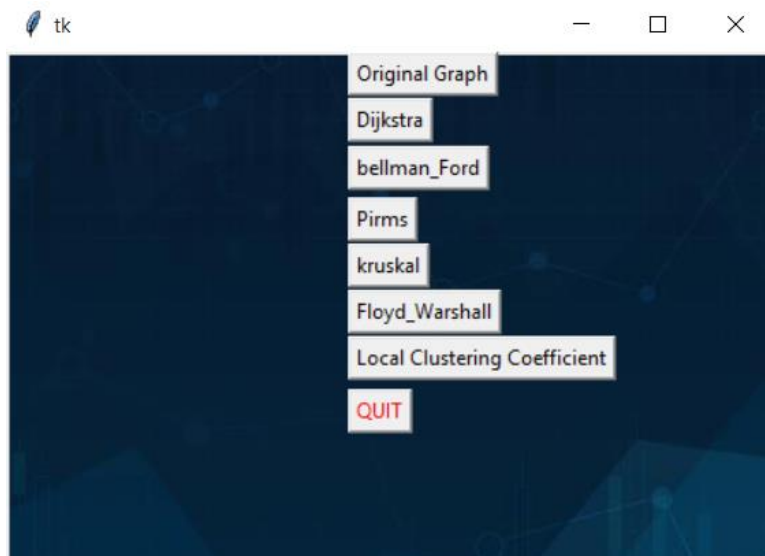 tk
Original Graph
Dijkstra
bellman_Ford
Pirms
kruskal
Floyd_Warshall
Local Clustering Coefficient
QUIT